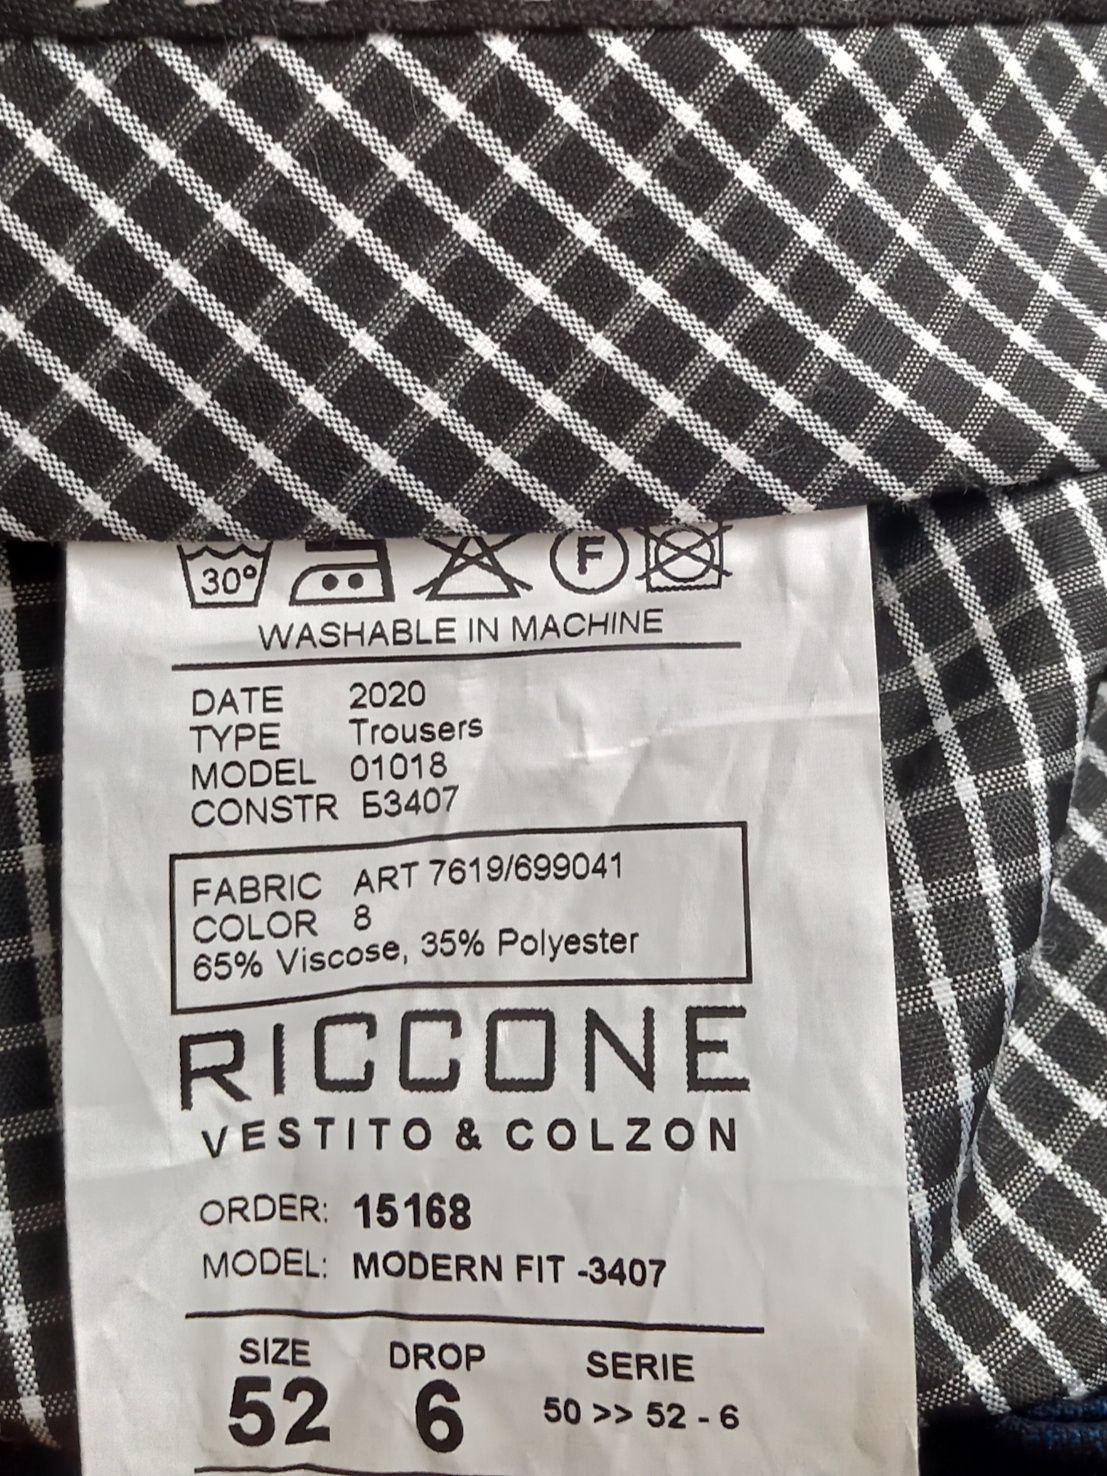 30°
F
WASHABLE IN MACHINE
DATE 2020
TYPE Trousers
MODEL 01018
CONSTR Б3407
FABRIC ART 7619/699041
COLOR 8
65% Viscose, 35% Polyester
RICCONE
VESTITO & COLZON
ORDER: 15168
MODEL: MODERN FIT -3407
SIZE DROP SERIE
52 6 50 >> 52 - 6